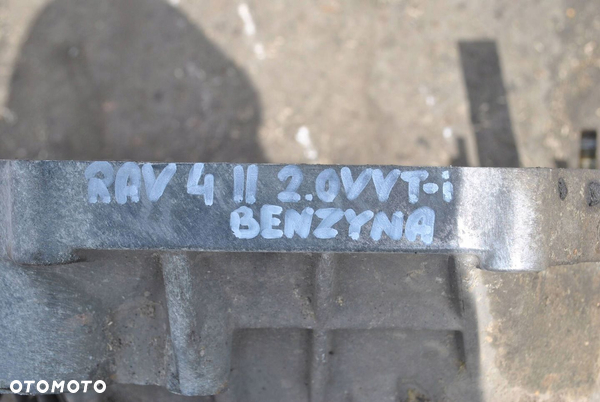 RAV 4 II 2.0VVT-i
BENZYNA
OTOMOTO